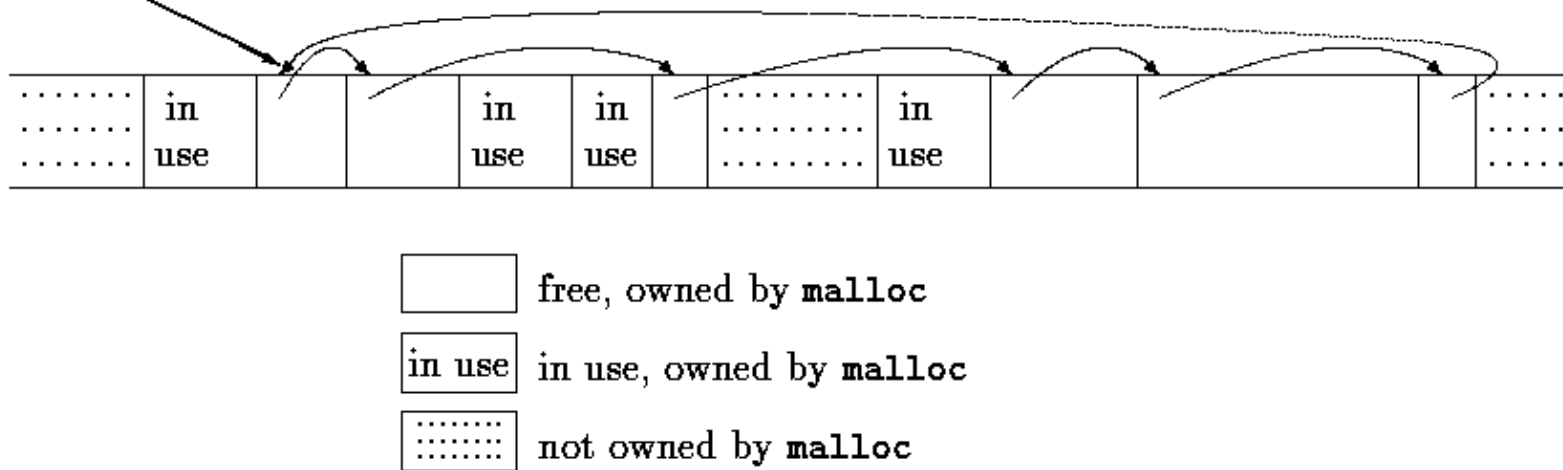 in in in in
use use use use
free, owned by malloc
in use in use, owned by malloc
not owned by malloc